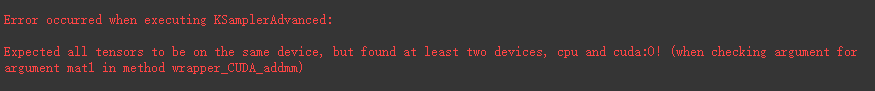 Error occurred when executing KSamplerAdvanced:
Expected all tensors to be on the same device, but found at least two devices, cpu and cuda:0! (when checking argument for
argument mat1 in method wrapper_CUDA_addmm)